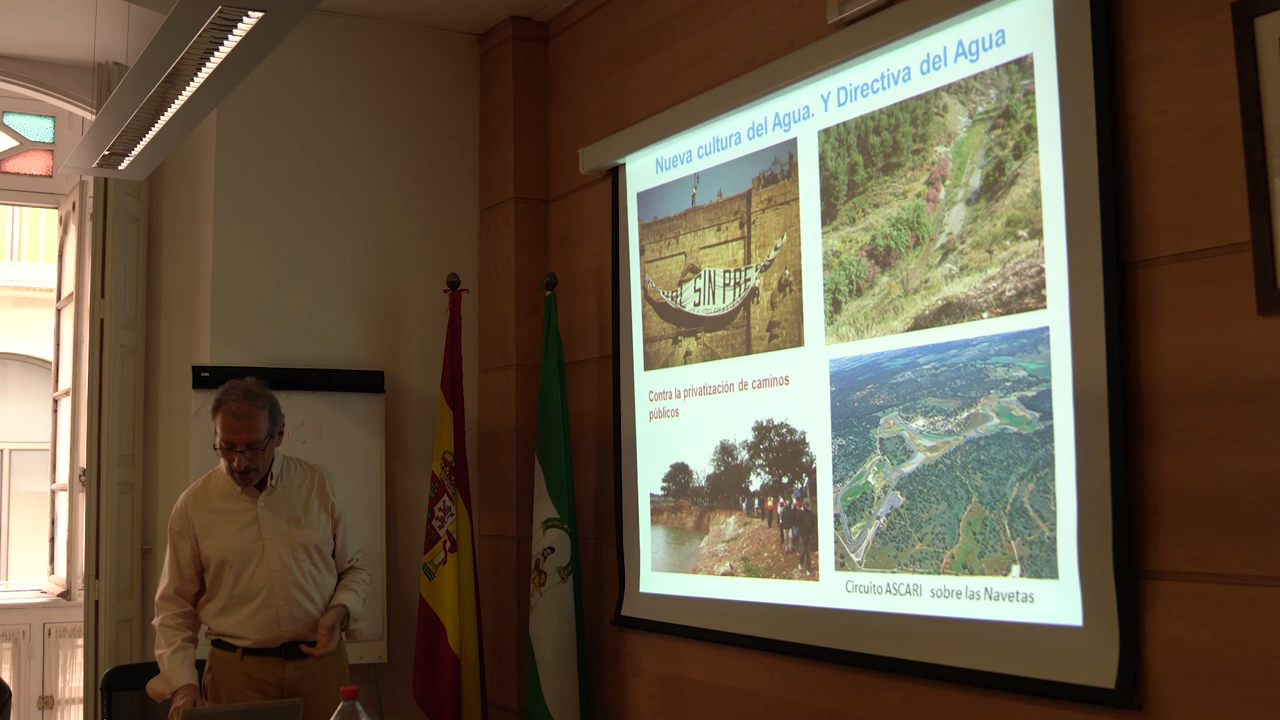 Nueva cultura del Agua. Y Directiva del Agua
SIN PRE
Contra la privatización de caminos
públicos
Circuito ASCARI sobre las Navetas